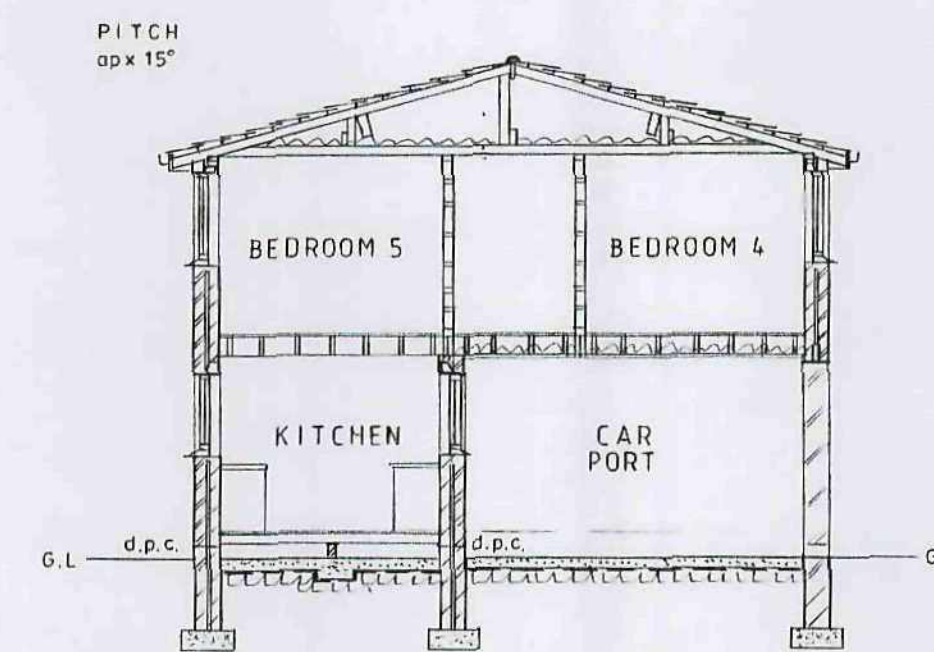 PITCH
apx 15°
BEDROOM 5
BEDROOM 4
KITCHEN
CAR
PORT
d.p.c.
d.p.c.
G.L
G